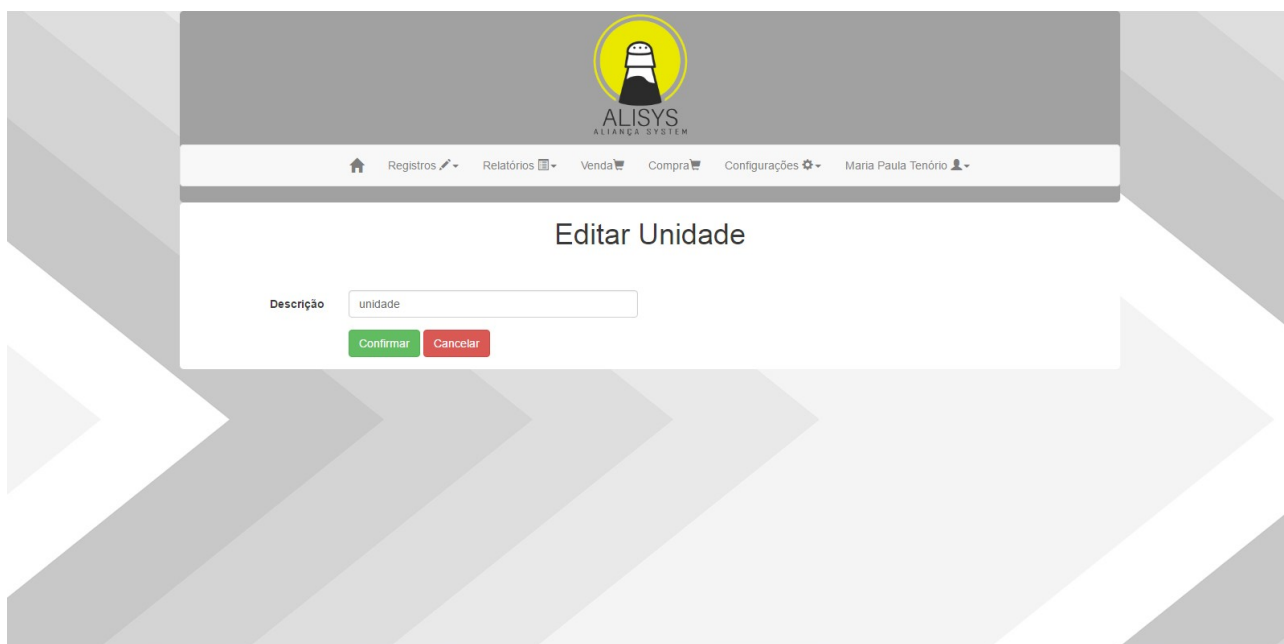 ALISYS
ALIANÇA SYSTEM
Registros Relatórios Venda Compra Configurações Maria Paula Tenório
Editar Unidade
Descrição unidade
Confirmar Cancelar